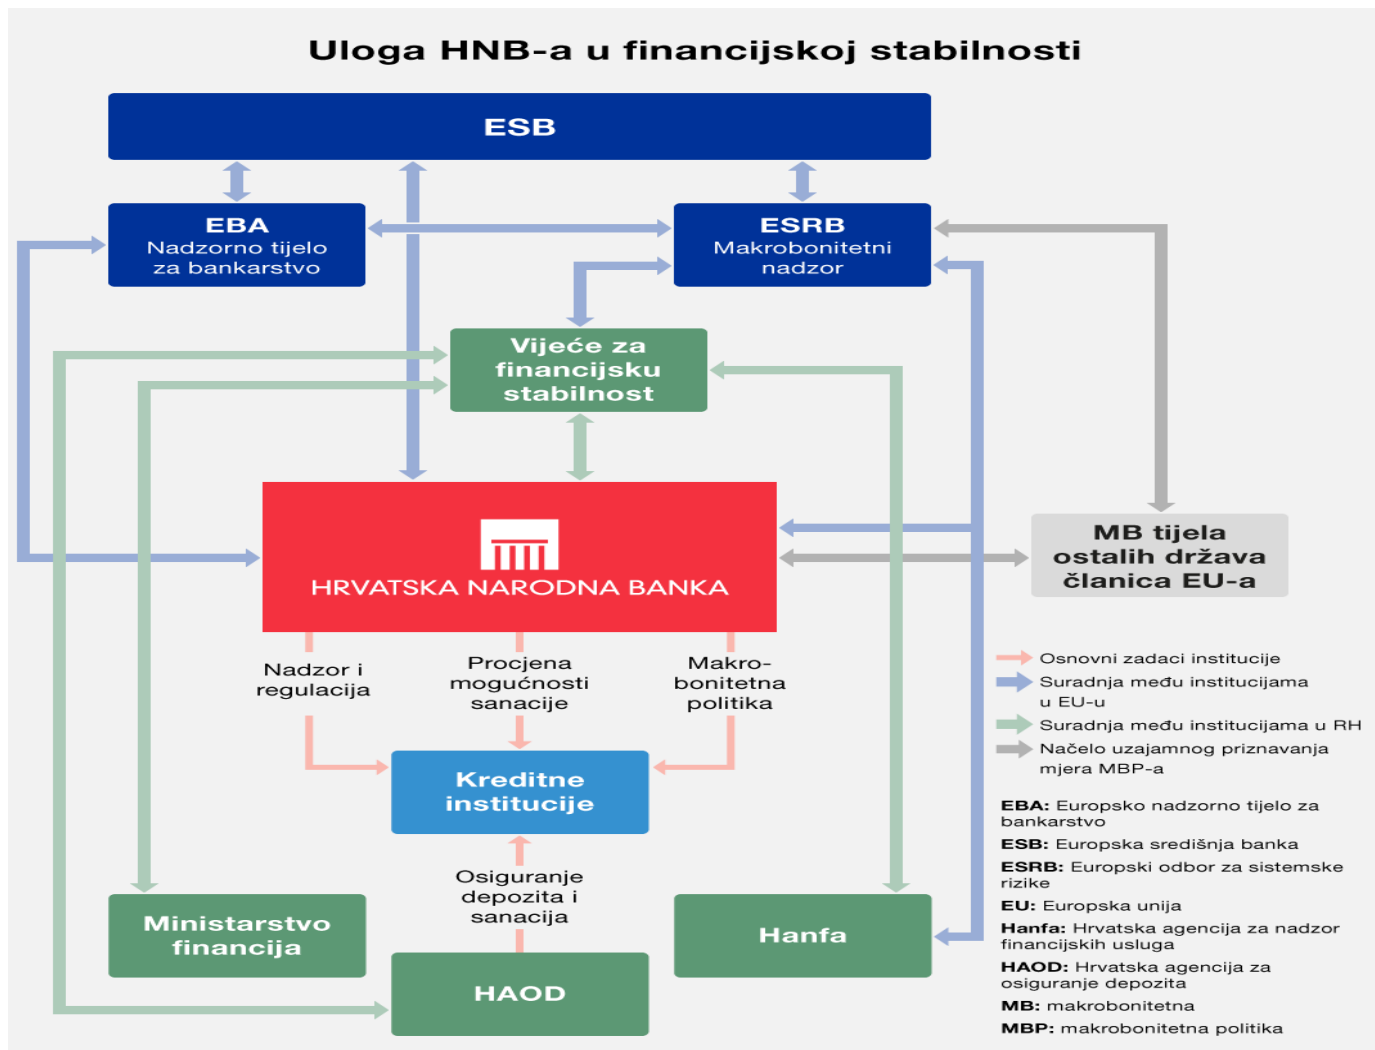 Uloga HNB-a u financijskoj stabilnosti
ESB
EBA
Nadzorno tijelo
za bankarstvo
ESRB
Makrobonitetni
nadzor
Vijeće za
financijsku
stabilnost
HRVATSKA NARODNA BANKA
MB tijela
ostalih država
članica EU-a
Nadzor i
regulacija
Procjena
mogućnosti
sanacije
Makro-
bonitetna
politika
Kreditne
institucije
Osiguranje
depozita i
sanacija
Ministarstvo
financija
HAOD
Hanfa
Osnovni zadaci institucije
Suradnja među institucijama
u EU-u
Suradnja među institucijama u RH
Načelo uzajamnog priznavanja
mjera MBP-a
EBA: Europsko nadzorno tijelo za
bankarstvo
ESB: Europska središnja banka
ESRB: Europski odbor za sistemske
rizike
EU: Europska unija
Hanfa: Hrvatska agencija za nadzor
financijskih usluga
HAOD: Hrvatska agencija za
osiguranje depozita
MB: makrobonitetna
MBP: makrobonitetna politika